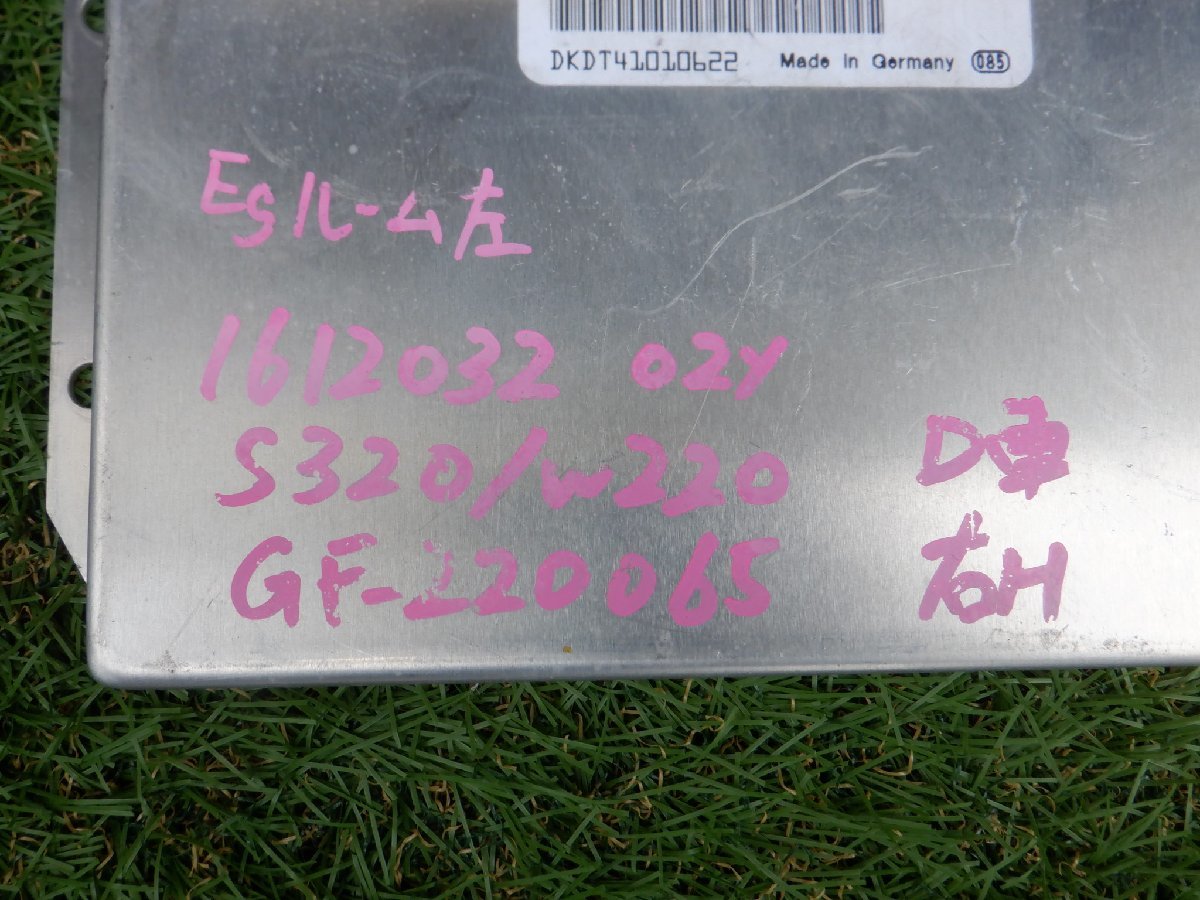 DKDT41010622 Made in Germany 085
Egルーム左
1612032 02Y
S320/W220 D車
GF-220065 右H